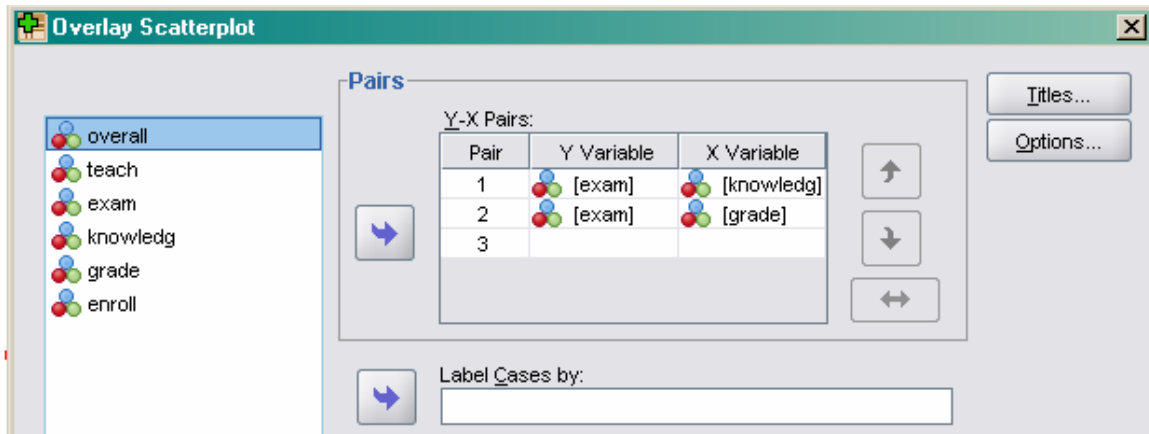 Overlay Scatterplot
overall
teach
exam
knowledg
grade
enroll
Pairs
Y-X Pairs:
Pair Y Variable X Variable
1 [exam] [knowledg]
2 [exam] [grade]
3
Label Cases by:
Titles...
Options...